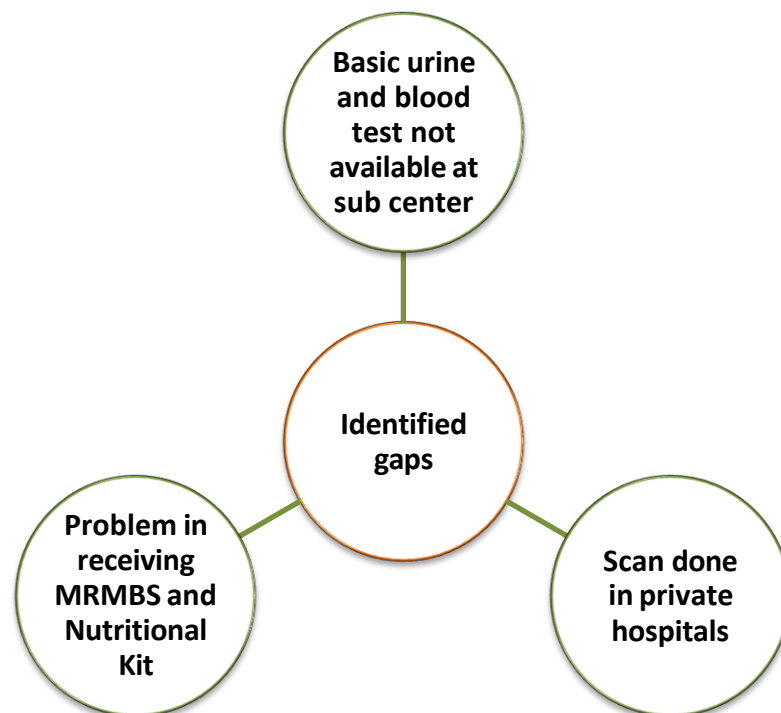 Basic urine
and blood
test not
available at
sub center
Identified
gaps
Problem in
receiving
MRMBS and
Nutritional
Kit
Scan done
in private
hospitals